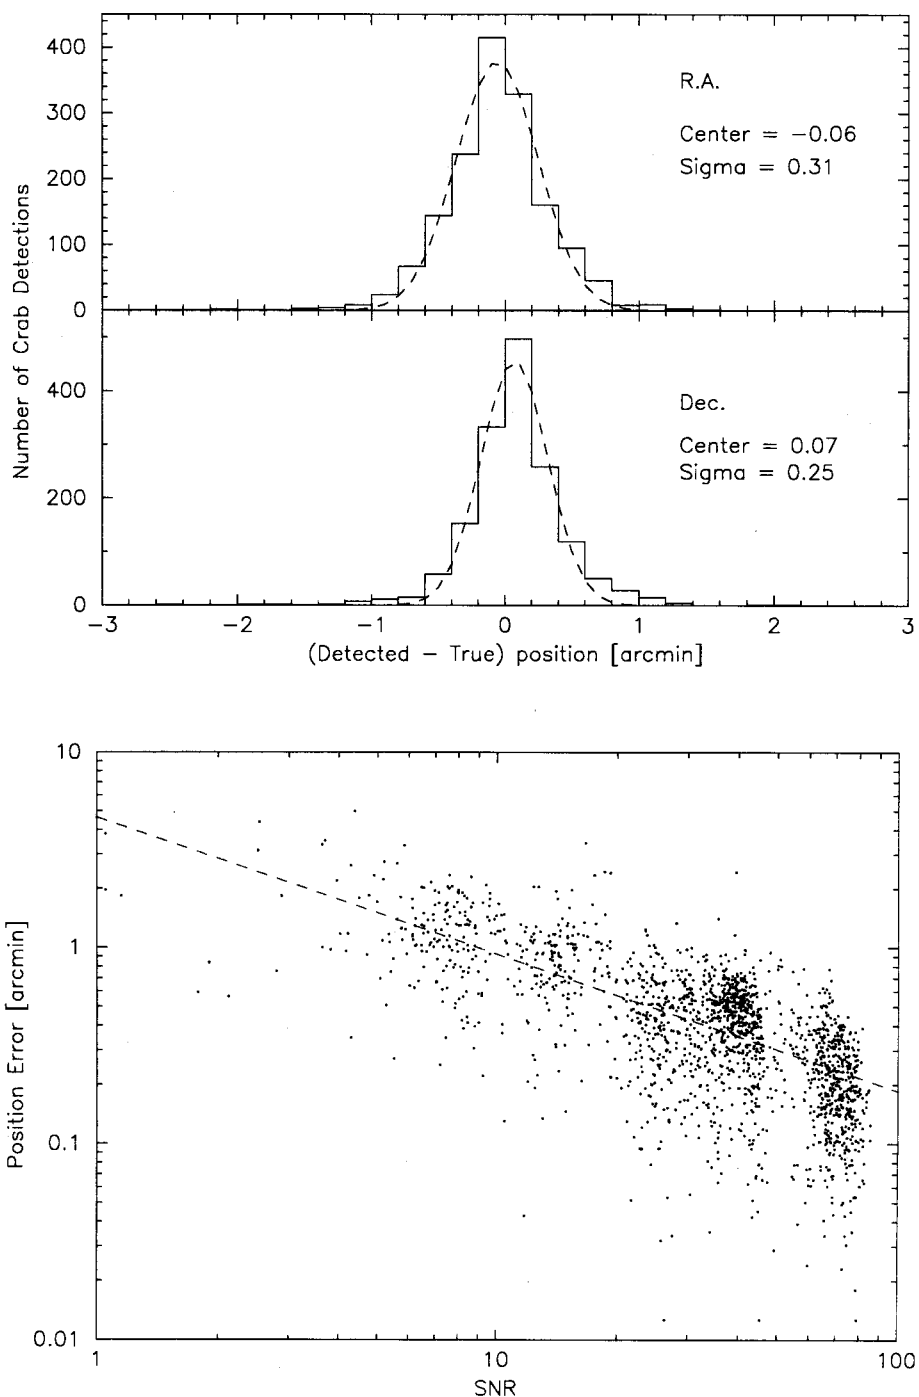 Number of Crab Detections
400
300
200
100
0
R.A.
Center = −0.06
Sigma = 0.31
400
200
0
Dec.
Center = 0.07
Sigma = 0.25
−3 −2 −1 0 1 2 3
(Detected − True) position [arcmin]
Position Error [arcmin]
10
1
0.1
0.01
1 10 100
SNR